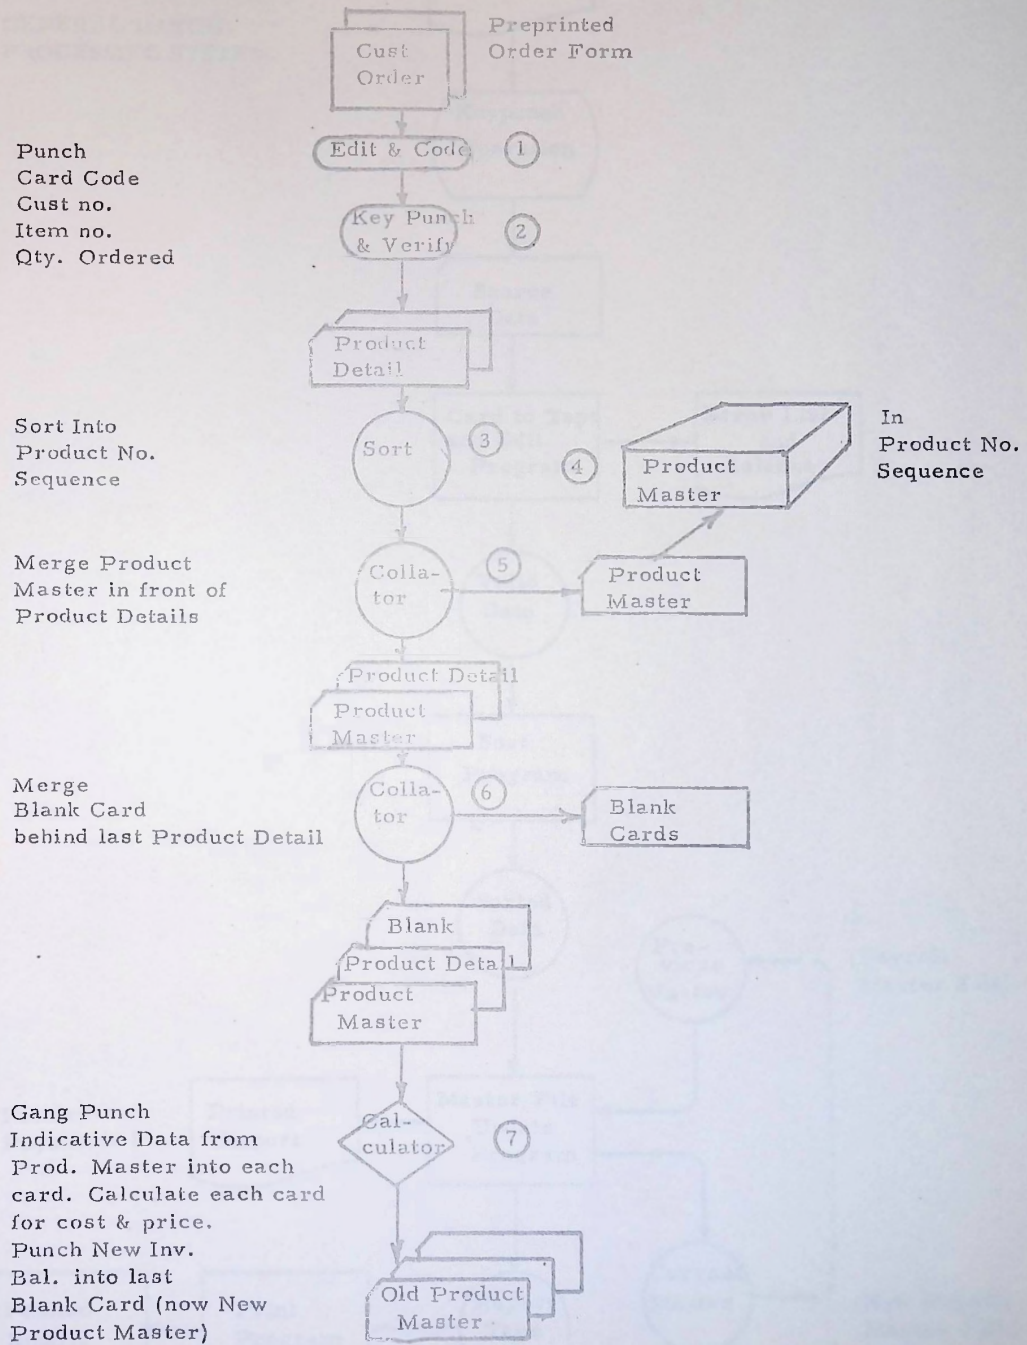 Preprinted
Order Form
Cust
Order
Edit & Code
1
Punch
Card Code
Cust no.
Item no.
Qty. Ordered
Key Punch
& Verify
2
Product
Detail
Sort Into
Product No.
Sequence
Sort
3
4
Product
Master
In
Product No.
Sequence
Merge Product
Master in front of
Product Details
Colla-
tor
5
Product
Master
Product Detail
Product
Master
Merge
Blank Card
behind last Product Detail
Colla-
tor
6
Blank
Cards
Blank
Product Detail
Product
Master
Gang Punch
Indicative Data from
Prod. Master into each
card. Calculate each card
for cost & price.
Punch New Inv.
Bal. into last
Blank Card (now New
Product Master)
Cal-
culator
7
Old Product
Master